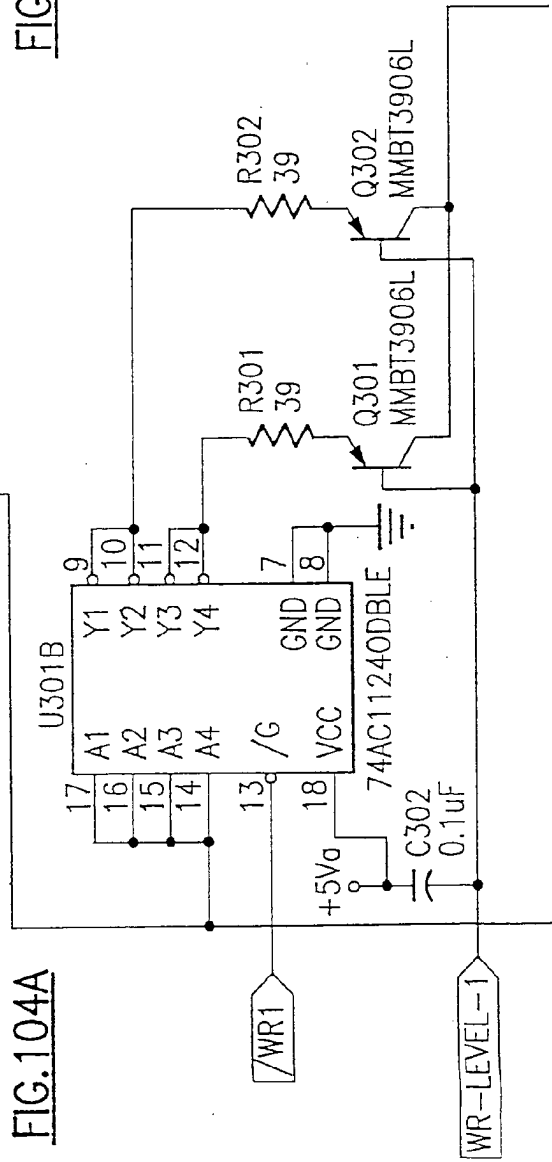 FIG.104A
FIG
U301B
17
A1
Y1
9
16
A2
Y2
10
15
A3
Y3
11
14
A4
Y4
12
13
/G
GND
7
18
VCC
GND
8
74AC11240DBLE
/WR1
+5Va
C302
0.1uF
WR-LEVEL-1
R301
39
R302
39
Q301
MMBT3906L
Q302
MMBT3906L